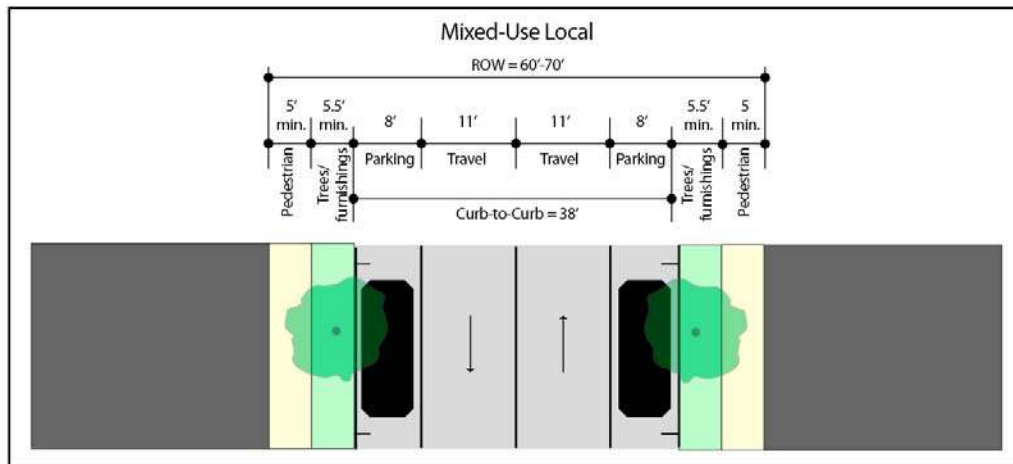 Mixed-Use Local
ROW = 60'-70'
5'
min.
5.5'
min.
8'
11'
11'
8'
5.5'
min.
5
min.
Pedestrian
Trees/
furnishings
Parking
Travel
Travel
Parking
Trees/
furnishings
Pedestrian
Curb-to-Curb = 38'